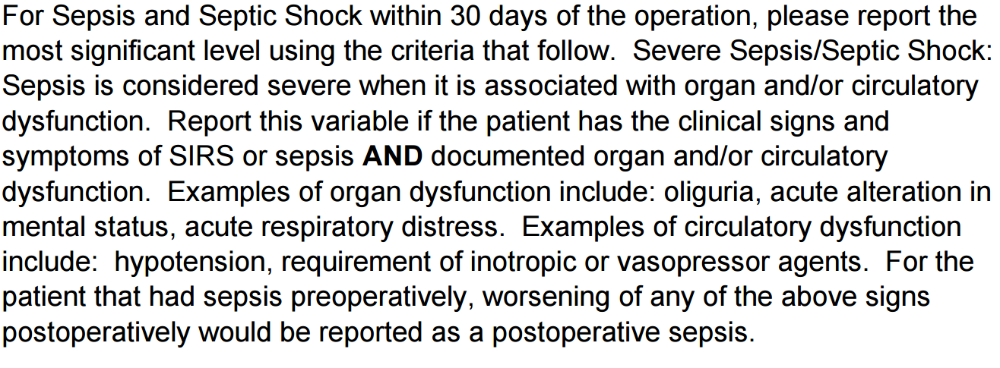 For Sepsis and Septic Shock within 30 days of the operation, please report the
most significant level using the criteria that follow.  Severe Sepsis/Septic Shock:
Sepsis is considered severe when it is associated with organ and/or circulatory
dysfunction.  Report this variable if the patient has the clinical signs and
symptoms of SIRS or sepsis AND documented organ and/or circulatory
dysfunction.  Examples of organ dysfunction include: oliguria, acute alteration in
mental status, acute respiratory distress.  Examples of circulatory dysfunction
include:  hypotension, requirement of inotropic or vasopressor agents.  For the
patient that had sepsis preoperatively, worsening of any of the above signs
postoperatively would be reported as a postoperative sepsis.